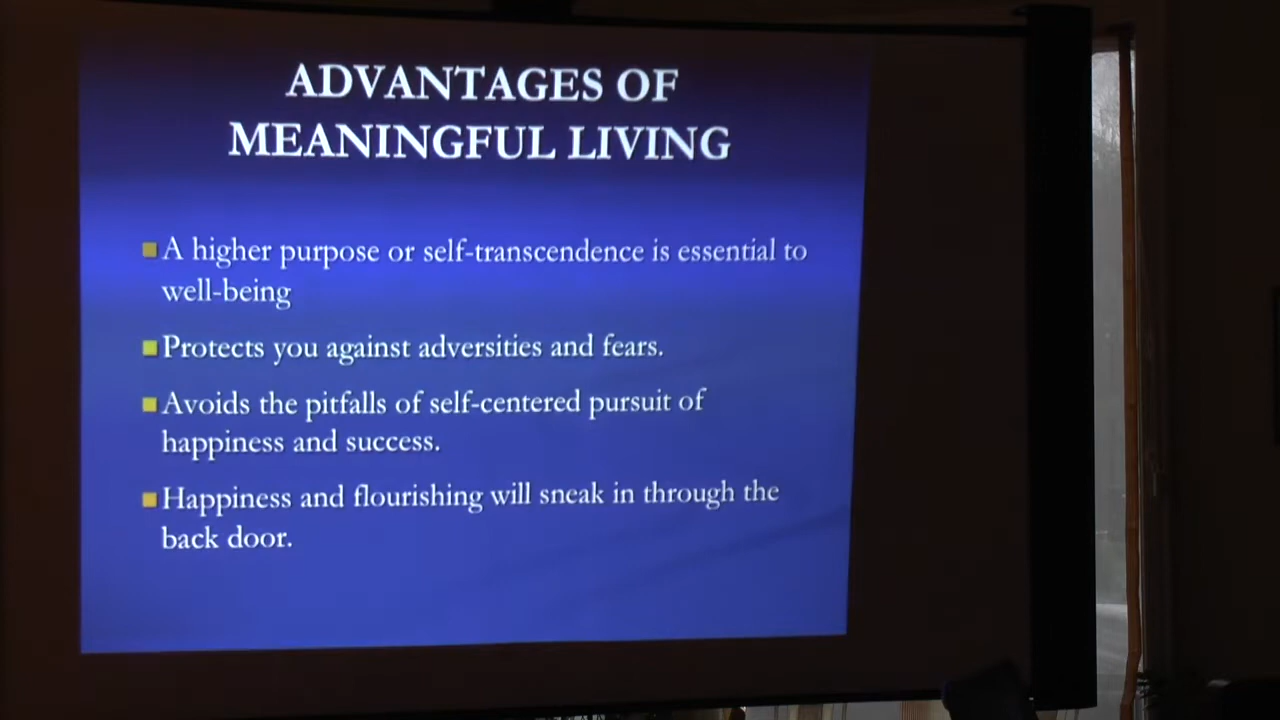 ADVANTAGES OF
MEANINGFUL LIVING
A higher purpose or self-transcendence is essential to
well-being
Protects you against adversities and fears.
Avoids the pitfalls of self-centered pursuit of
happiness and success.
Happiness and flourishing will sneak in through the
back door.